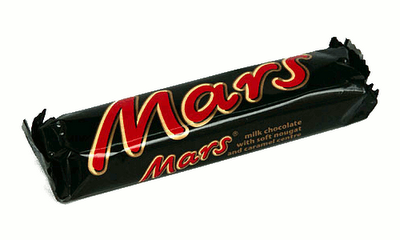 Mars
Mars®
milk chocolate
with soft nougat
and caramel centre